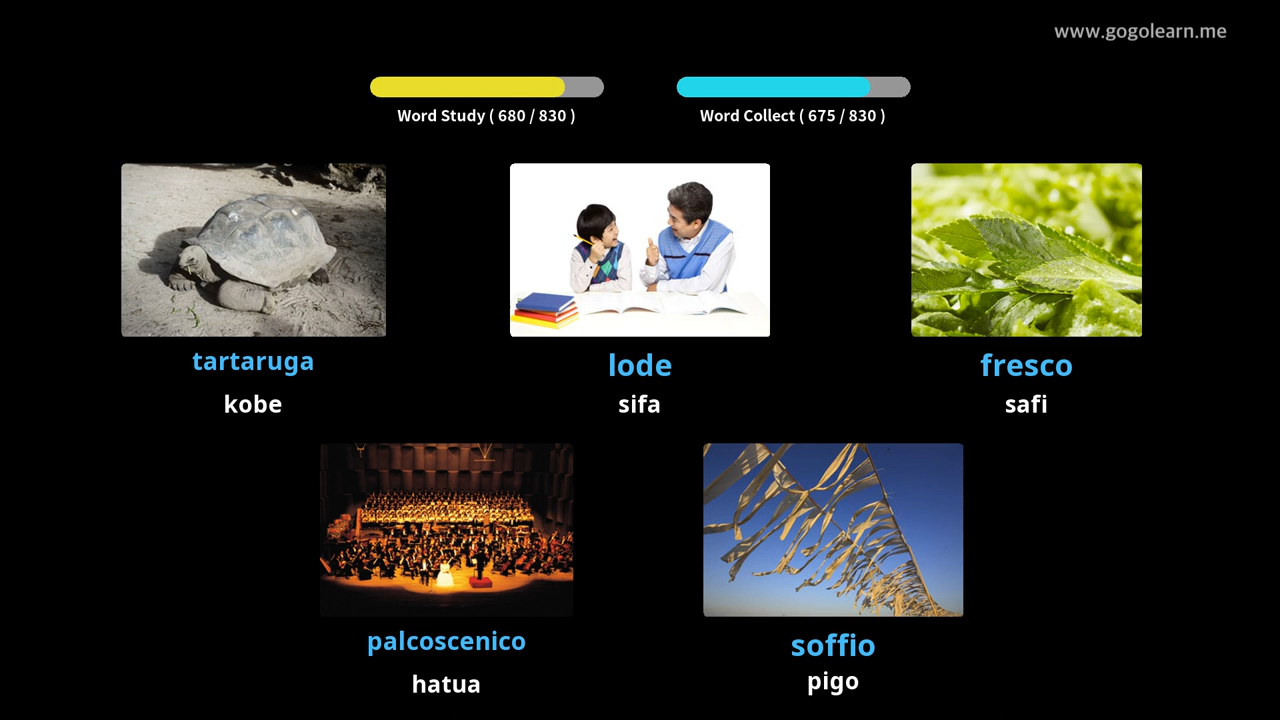 www.gogolearn.me
Word Study ( 680 / 830 )
Word Collect ( 675 / 830 )
tartaruga
kobe
lode
sifa
fresco
safi
palcoscenico
hatua
soffio
pigo